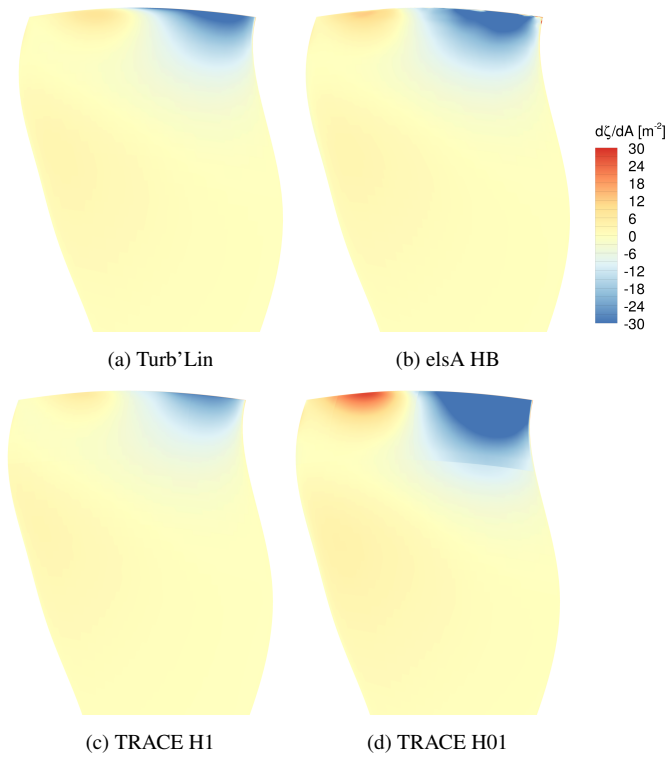 dζ/dA [m⁻²]
30
24
18
12
6
0
-6
-12
-18
-24
-30
(a) Turb'Lin
(b) elsA HB
(c) TRACE H1
(d) TRACE H01